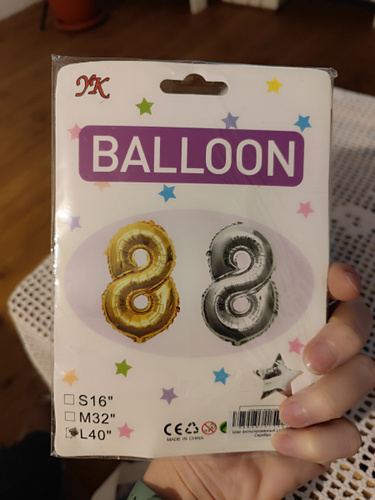 YK
BALLOON
S16"
M32"
L40"
CE
MADE IN CHINA